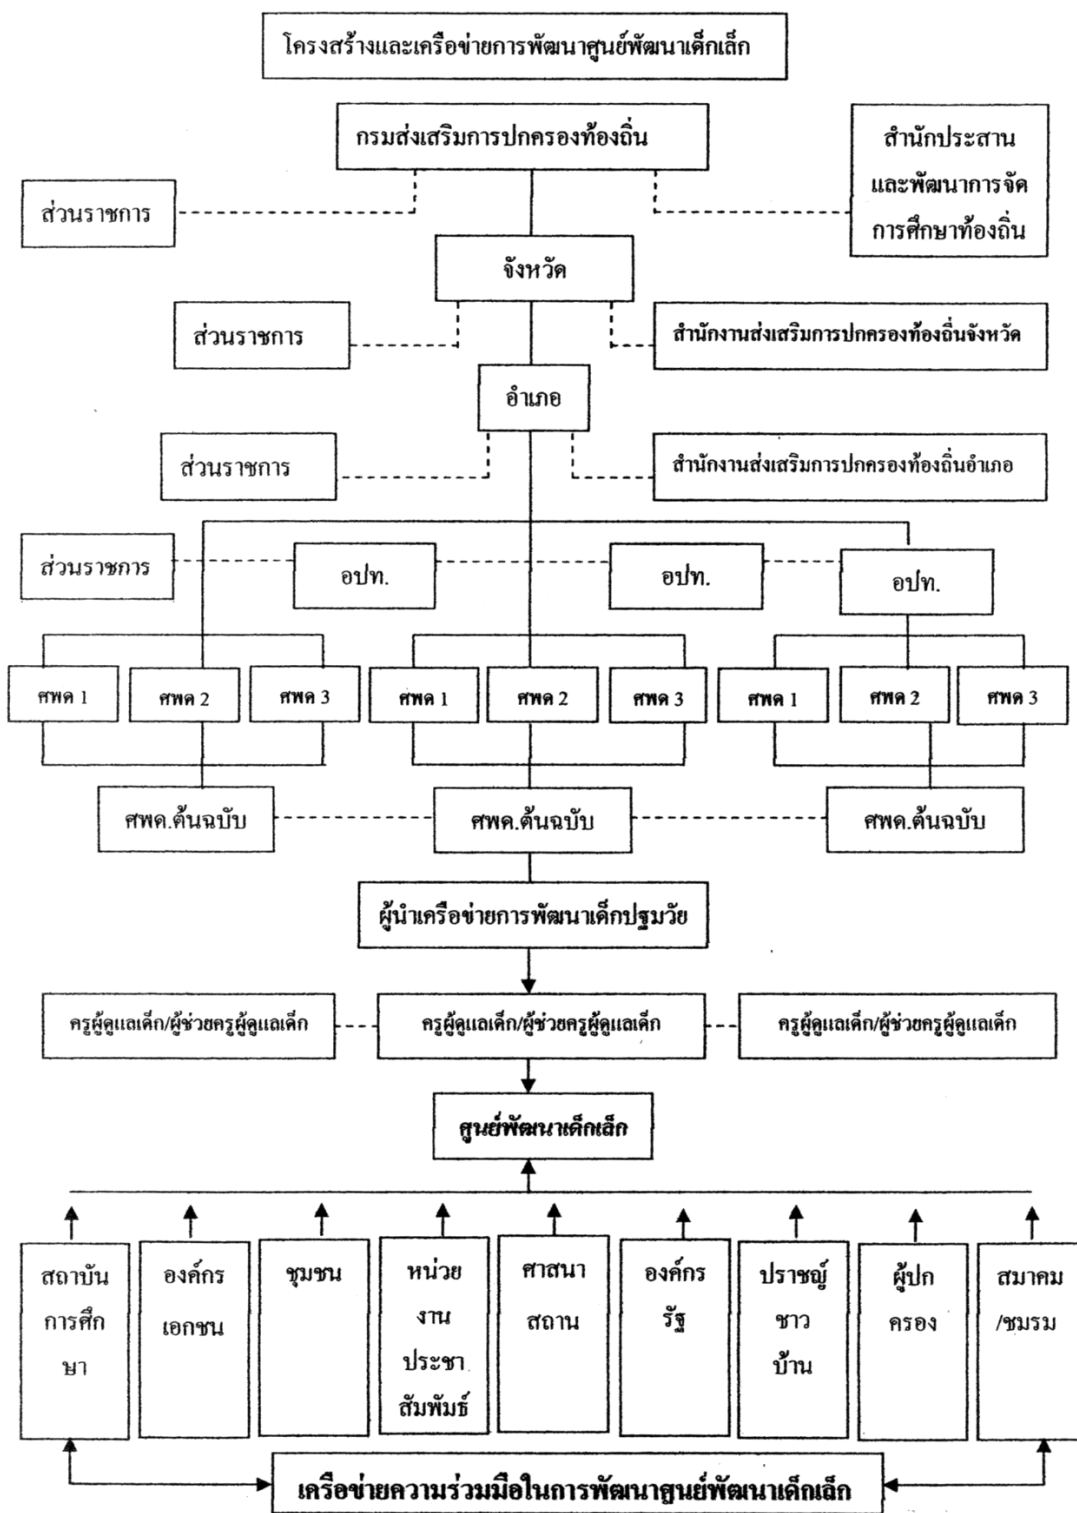 โครงสร้างและเครือข่ายการพัฒนาศูนย์พัฒนาเด็กเล็ก
กรมส่งเสริมการปกครองท้องถิ่น
สำนักประสาน
และพัฒนาการจัด
การศึกษาท้องถิ่น
ส่วนราชการ
จังหวัด
ส่วนราชการ
สำนักงานส่งเสริมการปกครองท้องถิ่นจังหวัด
อำเภอ
ส่วนราชการ
สำนักงานส่งเสริมการปกครองท้องถิ่นอำเภอ
ส่วนราชการ
อปท.
อปท.
อปท.
ศพด 1
ศพด 2
ศพด 3
ศพด 1
ศพด 2
ศพด 3
ศพด 1
ศพด 2
ศพด 3
ศพด.ต้นฉบับ
ศพด.ต้นฉบับ
ศพด.ต้นฉบับ
ผู้นำเครือข่ายการพัฒนาเด็กปฐมวัย
ครูผู้ดูแลเด็ก/ผู้ช่วยครูผู้ดูแลเด็ก
ครูผู้ดูแลเด็ก/ผู้ช่วยครูผู้ดูแลเด็ก
ครูผู้ดูแลเด็ก/ผู้ช่วยครูผู้ดูแลเด็ก
ศูนย์พัฒนาเด็กเล็ก
สถาบัน
การศึก
ษา
องค์กร
เอกชน
ชุมชน
หน่วย
งาน
ประชา
สัมพันธ์
ศาสนา
สถาน
องค์กร
รัฐ
ปราชญ์
ชาว
บ้าน
ผู้ปก
ครอง
สมาคม
/ชมรม
เครือข่ายความร่วมมือในการพัฒนาศูนย์พัฒนาเด็กเล็ก